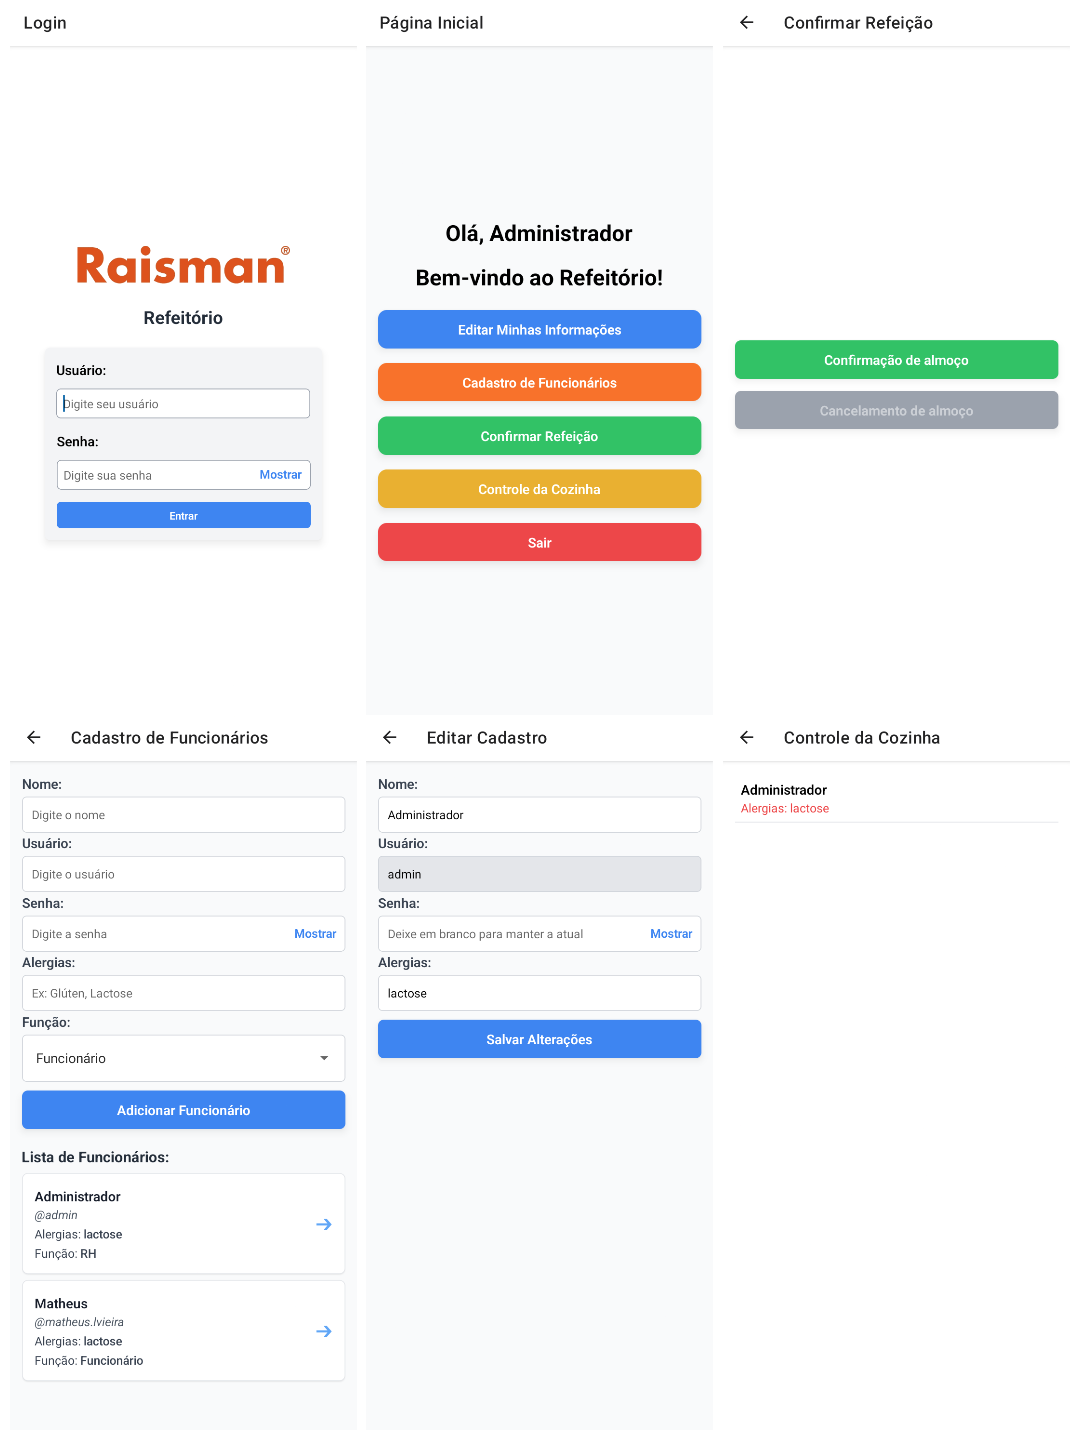 Login
Raisman®
Refeitório
Usuário:
Digite seu usuário
Senha:
Digite sua senha
Mostrar
Entrar
Página Inicial
Olá, Administrador
Bem-vindo ao Refeitório!
Editar Minhas Informações
Cadastro de Funcionários
Confirmar Refeição
Controle da Cozinha
Sair
Confirmar Refeição
Confirmação de almoço
Cancelamento de almoço
Cadastro de Funcionários
Nome:
Digite o nome
Usuário:
Digite o usuário
Senha:
Digite a senha
Mostrar
Alergias:
Ex: Glúten, Lactose
Função:
Funcionário
Adicionar Funcionário
Lista de Funcionários:
Administrador
@admin
Alergias: lactose
Função: RH
Matheus
@matheus.lvieira
Alergias: lactose
Função: Funcionário
Editar Cadastro
Nome:
Administrador
Usuário:
admin
Senha:
Deixe em branco para manter a atual
Mostrar
Alergias:
lactose
Salvar Alterações
Controle da Cozinha
Administrador
Alergias: lactose